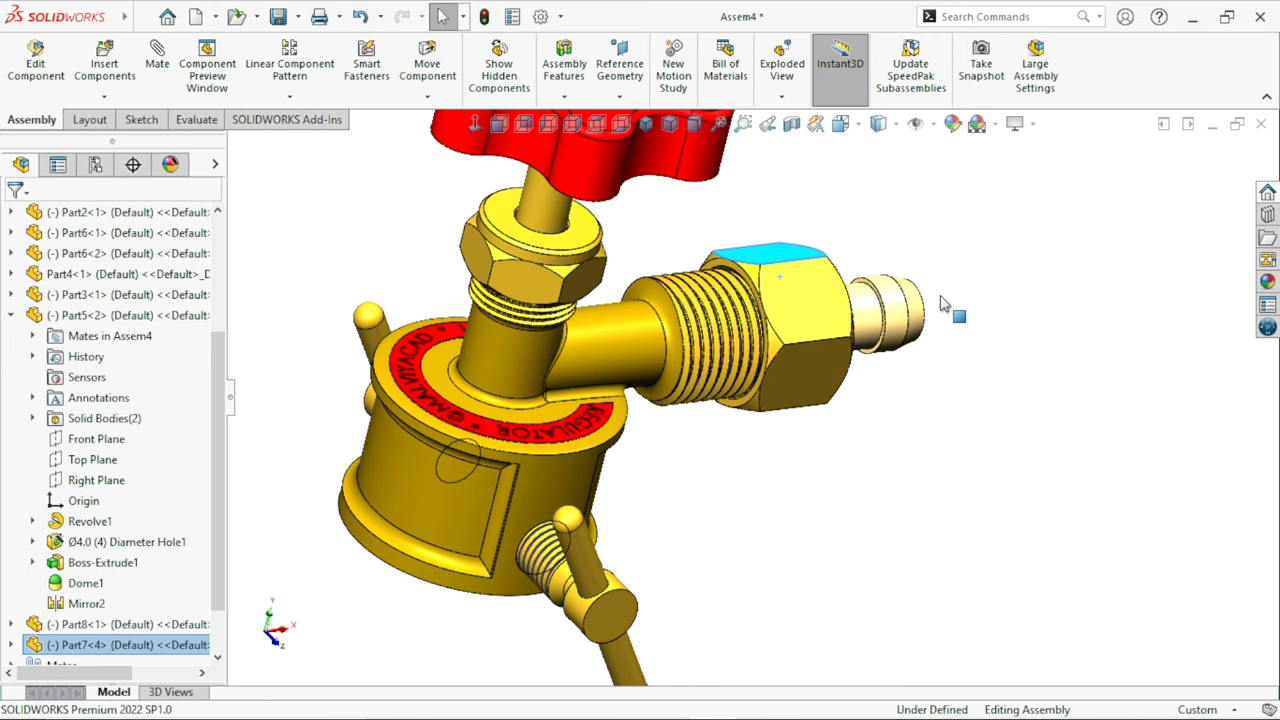 SOLIDWORKS
Assem4 *
Search Commands
Edit Component
Insert Components
Mate
Component Preview Window
Linear Component Pattern
Smart Fasteners
Move Component
Show Hidden Components
Assembly Features
Reference Geometry
New Motion Study
Bill of Materials
Exploded View
Instant3D
Update SpeedPak Subassemblies
Take Snapshot
Large Assembly Settings
Assembly
Layout
Sketch
Evaluate
SOLIDWORKS Add-Ins
(-) Part2<1> (Default) <<Default>
(-) Part6<1> (Default) <<Default>
(-) Part6<2> (Default) <<Default>
Part4<1> (Default) <<Default>_D
(-) Part3<1> (Default) <<Default>
(-) Part5<2> (Default) <<Default>
Mates in Assem4
History
Sensors
Annotations
Solid Bodies(2)
Front Plane
Top Plane
Right Plane
Origin
Revolve1
Ø4.0 (4) Diameter Hole1
Boss-Extrude1
Dome1
Mirror2
(-) Part8<1> (Default) <<Default>
(-) Part7<4> (Default) <<Default>
@MALVIYACAD
REGULATOR
Y
X
Z
Model
3D Views
SOLIDWORKS Premium 2022 SP1.0
Under Defined
Editing Assembly
Custom